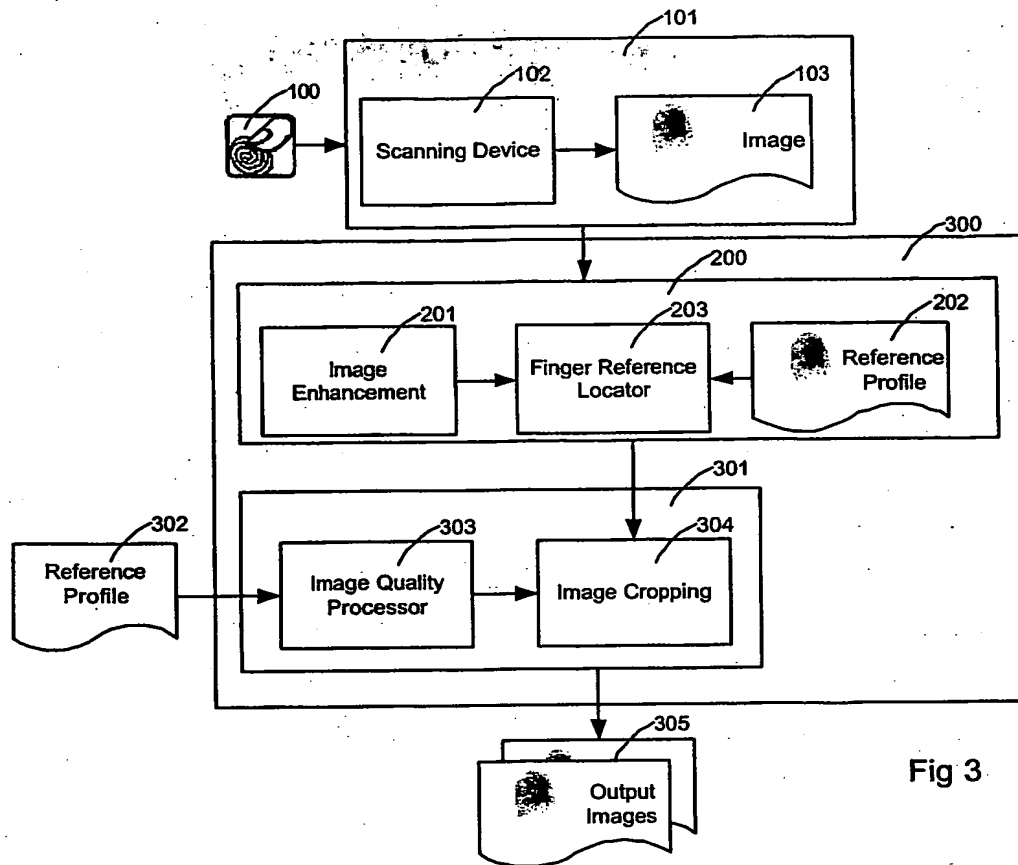 101
102
103
100
Scanning Device
Image
300
200
201
203
202
Image
Enhancement
Finger Reference
Locator
Reference
Profile
301
302
303
304
Reference
Profile
Image Quality
Processor
Image Cropping
305
Output
Images
Fig 3